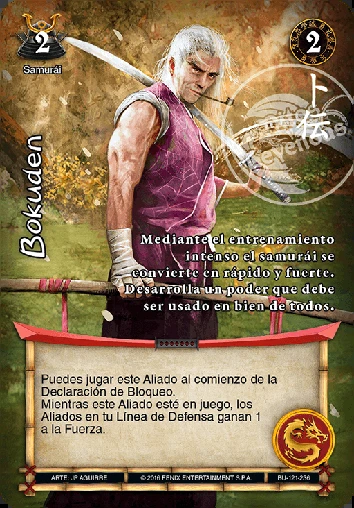 2
Samurái
2
卜
伝
Bokuden
Mediante el entrenamiento
intenso el samurái se
convierte en rápido y fuerte.
Desarrolla un poder que debe
ser usado en bien de todos.
Puedes jugar este Aliado al comienzo de la
Declaración de Bloqueo.
Mientras este Aliado esté en juego, los
Aliados en tu Línea de Defensa ganan 1
a la Fuerza.
ARTE: JP AGUIRRE © 2016 FENIX ENTERTAINMENT S.P.A. BU-121-236